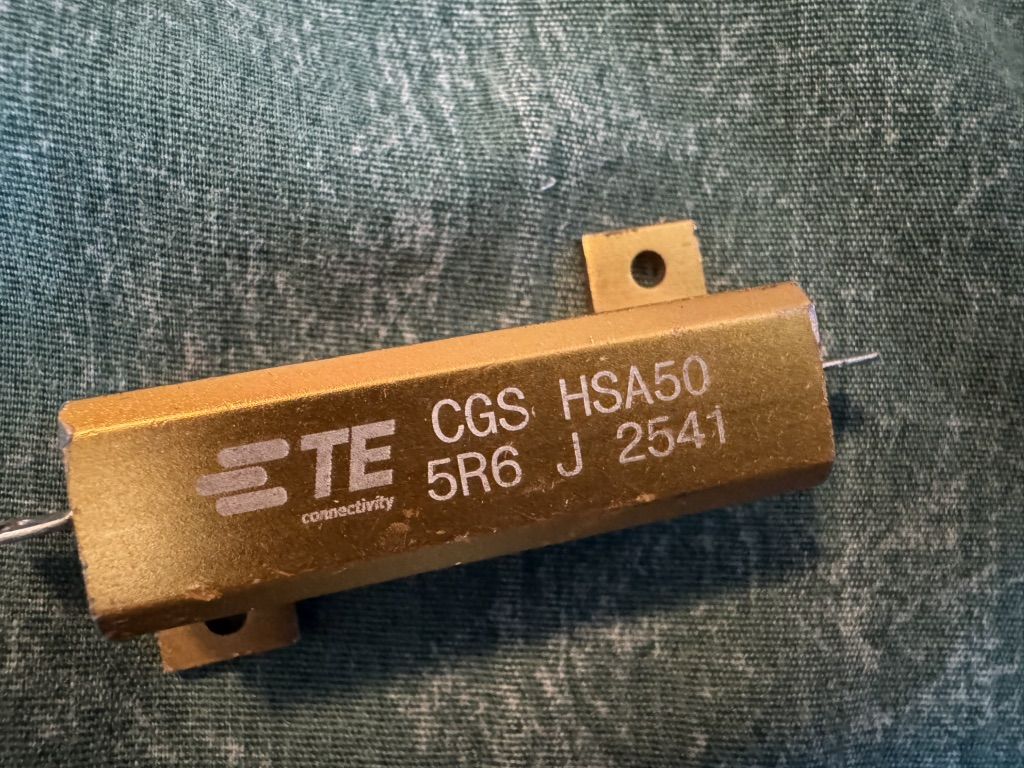 TE
connectivity
CGS HSA50
5R6 J 2541